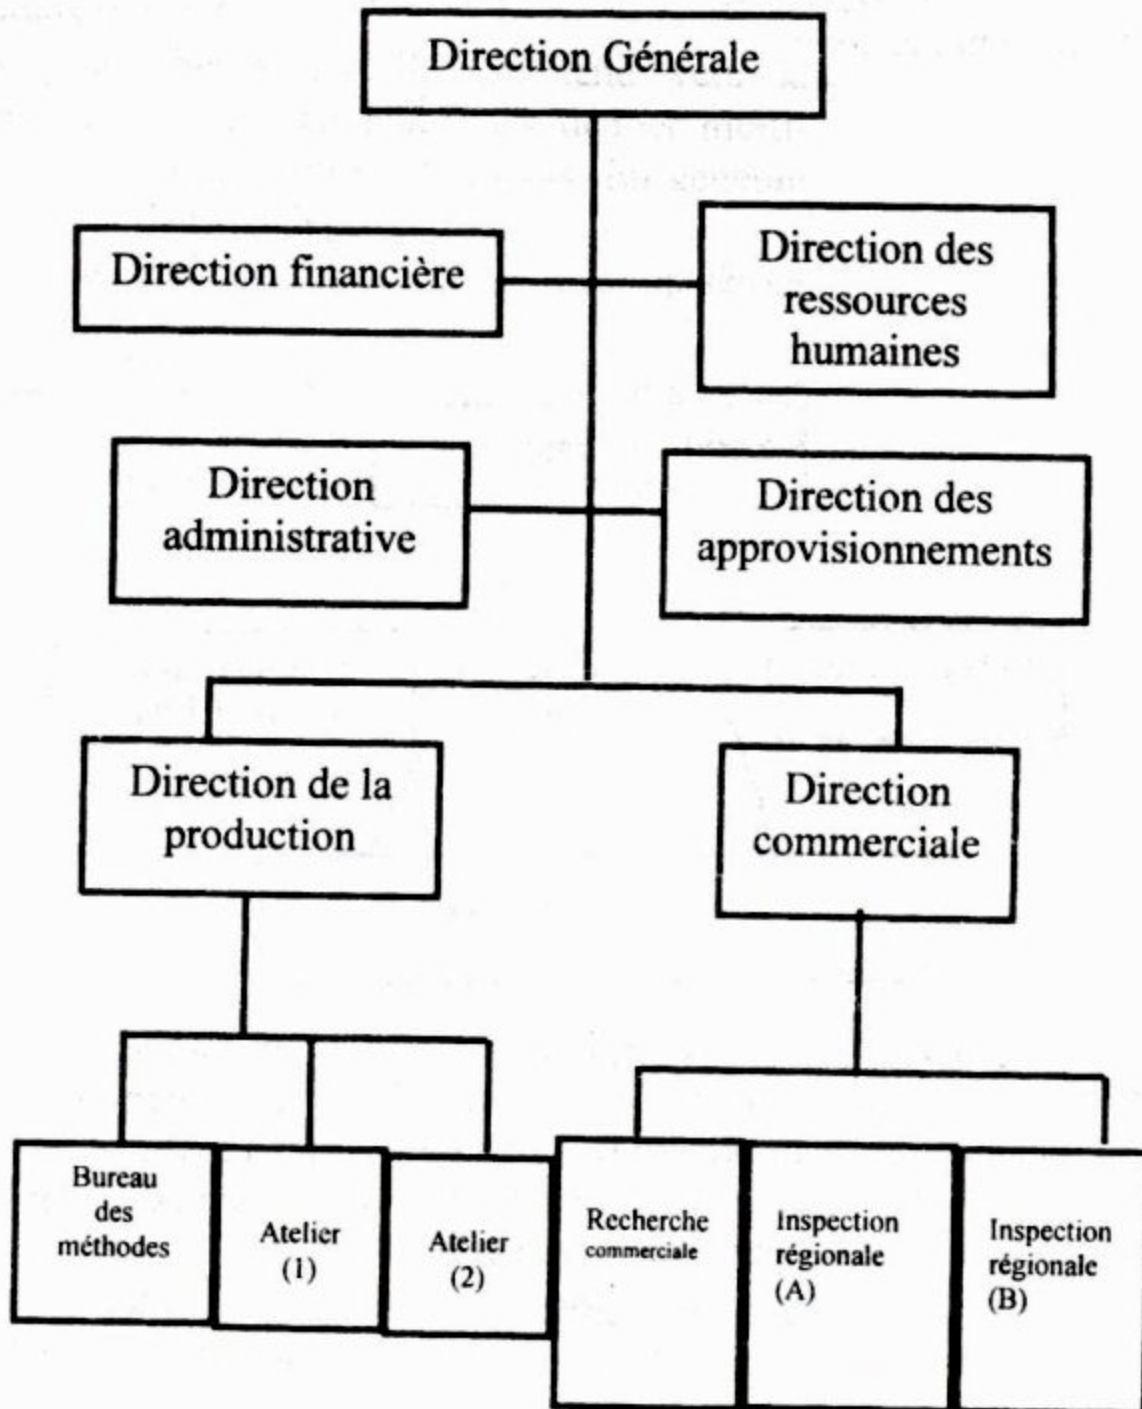 Direction Générale
Direction financière
Direction des
ressources
humaines
Direction
administrative
Direction des
approvisionnements
Direction de la
production
Direction
commerciale
Bureau
des
méthodes
Atelier
(1)
Atelier
(2)
Recherche
commerciale
Inspection
régionale
(A)
Inspection
régionale
(B)